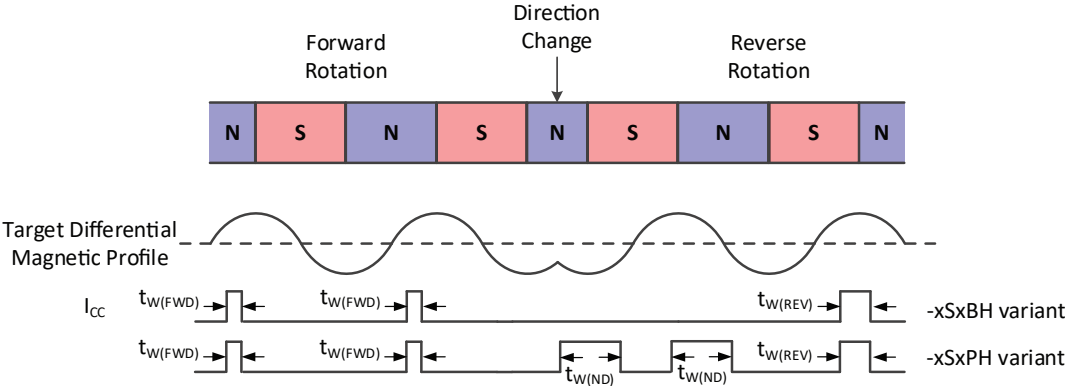 Direction
Change
Forward
Rotation
Reverse
Rotation
N S N S N S N S N
Target Differential
Magnetic Profile
I_CC t_W(FWD) t_W(FWD) t_W(REV) -xSxBH variant
t_W(FWD) t_W(FWD) t_W(ND) t_W(ND) t_W(REV) -xSxPH variant